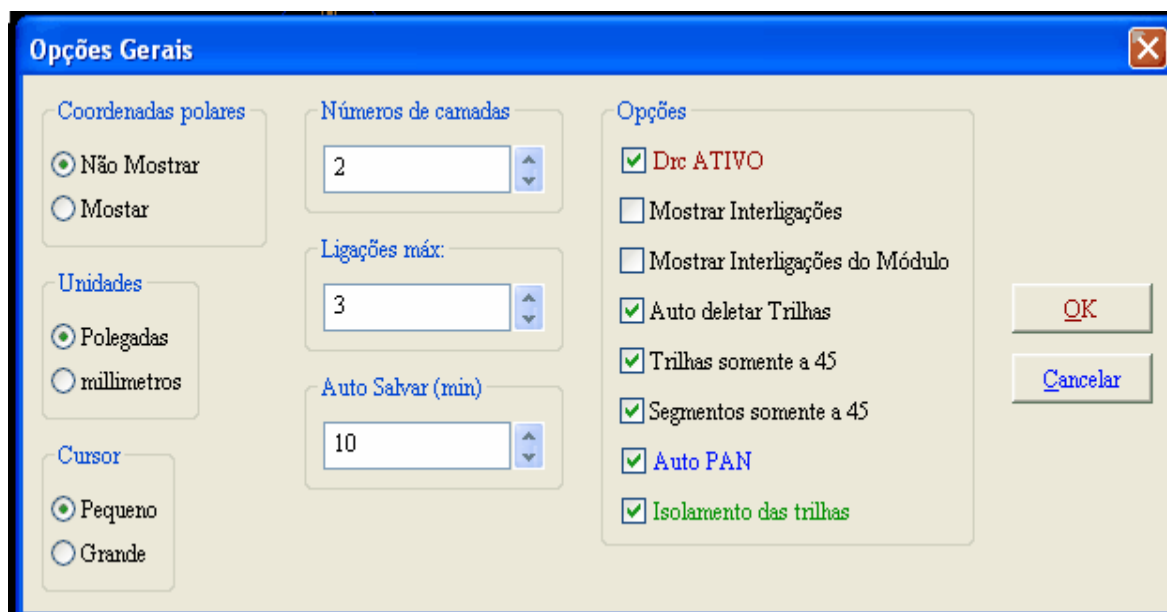 Opções Gerais
Coordenadas polares
Não Mostrar
Mostar
Unidades
Polegadas
millimetros
Cursor
Pequeno
Grande
Números de camadas
2
Ligações máx:
3
Auto Salvar (min)
10
Opções
Drc ATIVO
Mostrar Interligações
Mostrar Interligações do Módulo
Auto deletar Trilhas
Trilhas somente a 45
Segmentos somente a 45
Auto PAN
Isolamento das trilhas
OK
Cancelar